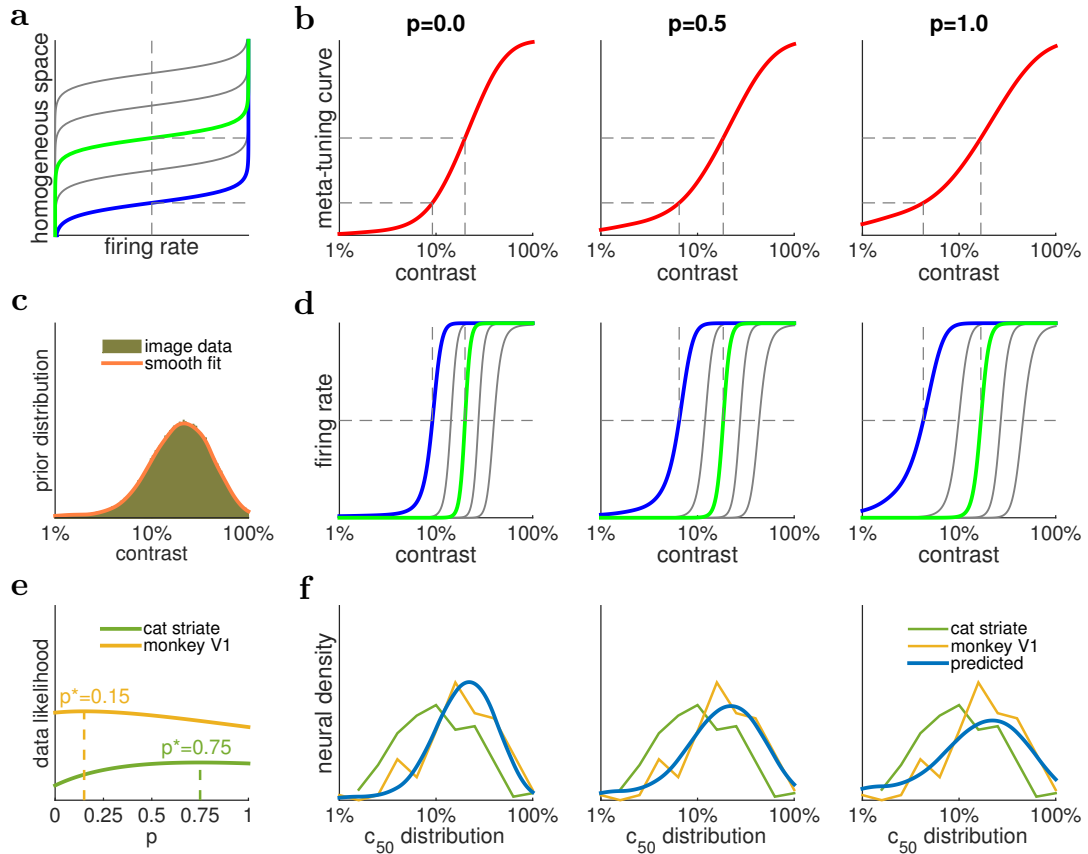 a
homogeneous space
firing rate
b
p=0.0
p=0.5
p=1.0
meta-tuning curve
1%
10%
100%
contrast
1%
10%
100%
contrast
1%
10%
100%
contrast
c
prior distribution
image data
smooth fit
1%
10%
100%
contrast
d
firing rate
1%
10%
100%
contrast
1%
10%
100%
contrast
1%
10%
100%
contrast
e
data likelihood
cat striate
monkey V1
p*=0.15
p*=0.75
0
0.25
0.5
0.75
1
p
f
neural density
cat striate
monkey V1
predicted
1%
10%
100%
c50 distribution
1%
10%
100%
c50 distribution
1%
10%
100%
c50 distribution